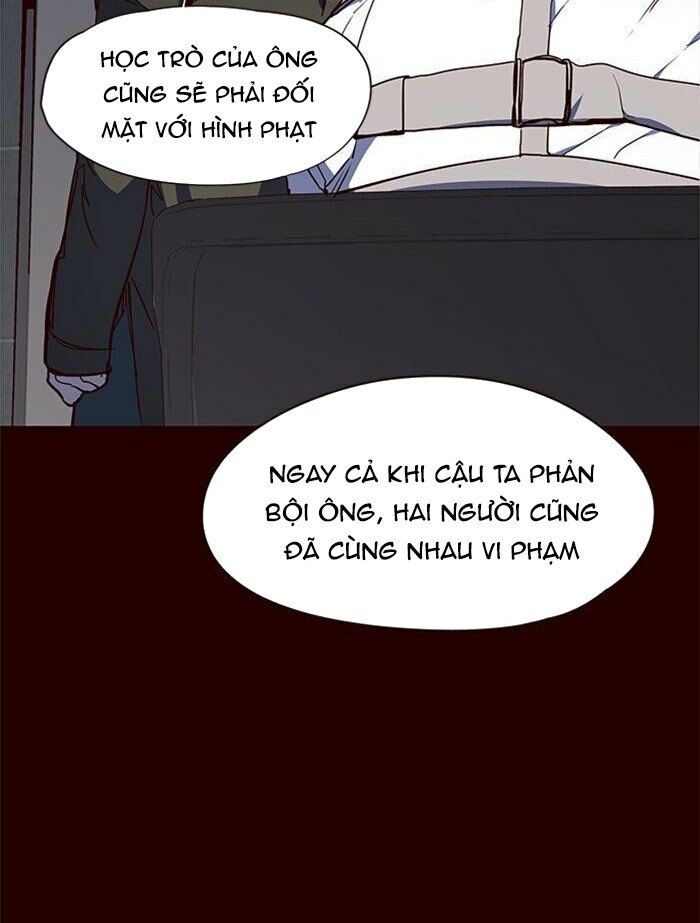 HỌC TRÒ CỦA ÔNG
CŨNG SẼ PHẢI ĐỐI
MẶT VỚI HÌNH PHẠT
NGAY CẢ KHI CẬU TA PHẢN
BỘI ÔNG, HAI NGƯỜI CŨNG
ĐÃ CÙNG NHAU VI PHẠM